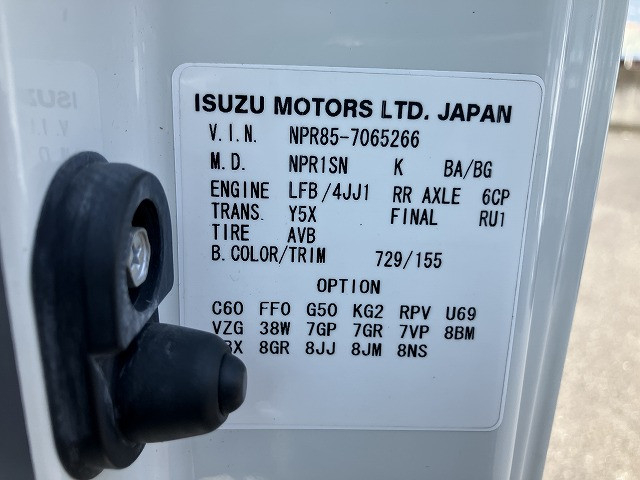 ISUZU MOTORS LTD. JAPAN
V.I.N. NPR85-7065266
M.D. NPR1SN K BA/BG
ENGINE LFB/4JJ1 RR AXLE 6CP
TRANS. Y5X FINAL RU1
TIRE AVB
B.COLOR/TRIM 729/155
OPTION
C60 FF0 G50 KG2 RPV U69
VZG 38W 7GP 7GR 7VP 8BM
8GR 8JJ 8JM 8NS